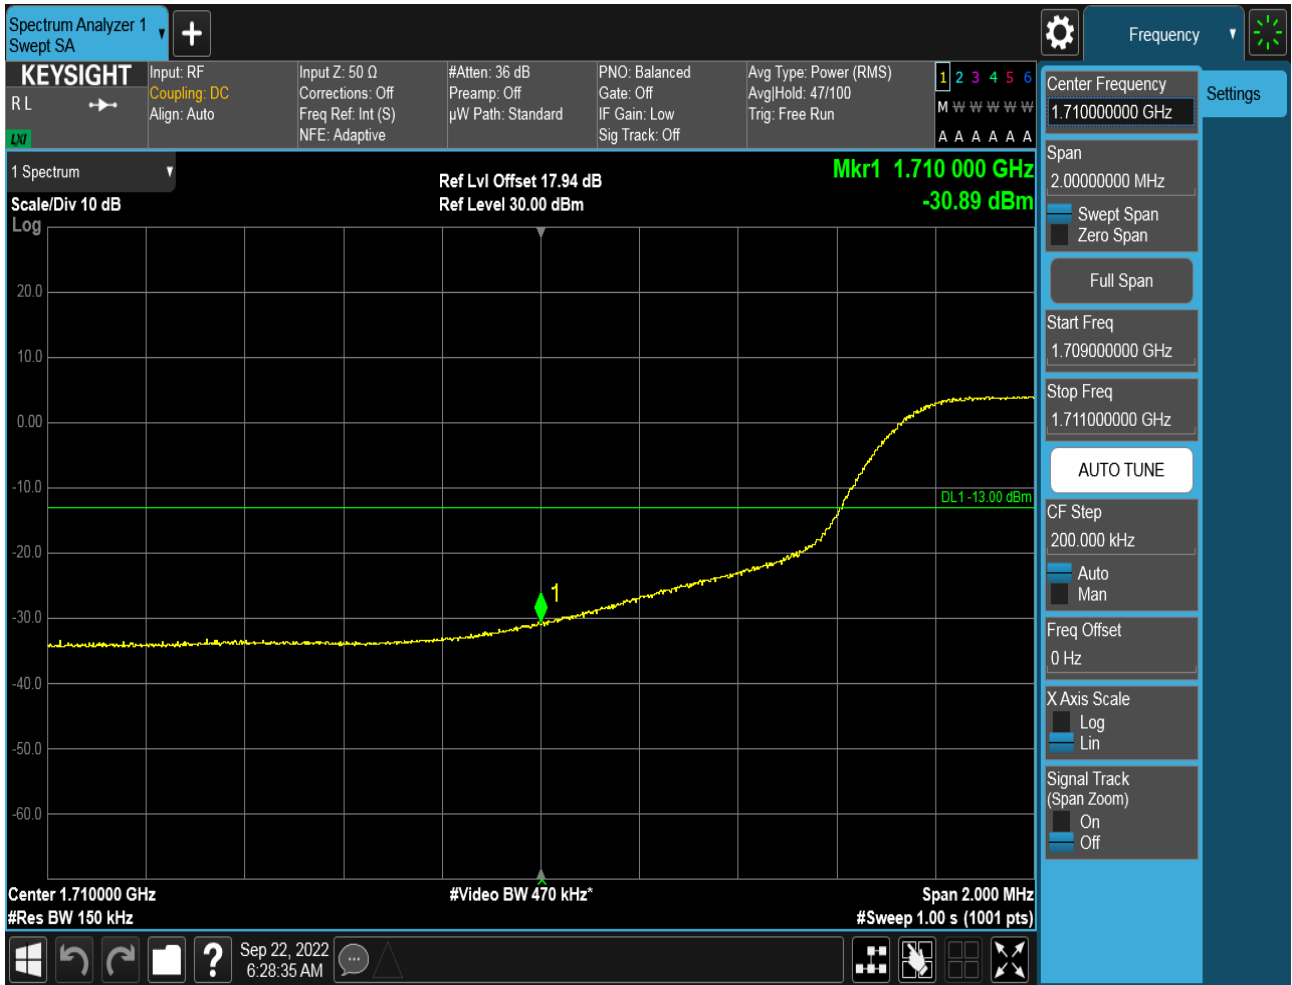 Spectrum Analyzer 1
Swept SA
Frequency
KEYSIGHT
R L
LXI
Input: RF
Coupling: DC
Align: Auto
Input Z: 50 Ω
Corrections: Off
Freq Ref: Int (S)
NFE: Adaptive
#Atten: 36 dB
Preamp: Off
µW Path: Standard
PNO: Balanced
Gate: Off
IF Gain: Low
Sig Track: Off
Avg Type: Power (RMS)
Avg|Hold: 47/100
Trig: Free Run
1 2 3 4 5 6
M W W W W W
A A A A A A
1 Spectrum
Scale/Div 10 dB
Log
Ref Lvl Offset 17.94 dB
Ref Level 30.00 dBm
Mkr1 1.710 000 GHz
-30.89 dBm
20.0
10.0
0.00
-10.0
DL1 -13.00 dBm
-20.0
1
-30.0
-40.0
-50.0
-60.0
Center 1.710000 GHz
#Res BW 150 kHz
#Video BW 470 kHz*
Span 2.000 MHz
#Sweep 1.00 s (1001 pts)
Center Frequency
1.710000000 GHz
Settings
Span
2.00000000 MHz
Swept Span
Zero Span
Full Span
Start Freq
1.709000000 GHz
Stop Freq
1.711000000 GHz
AUTO TUNE
CF Step
200.000 kHz
Auto
Man
Freq Offset
0 Hz
X Axis Scale
Log
Lin
Signal Track
(Span Zoom)
On
Off
?
Sep 22, 2022
6:28:35 AM